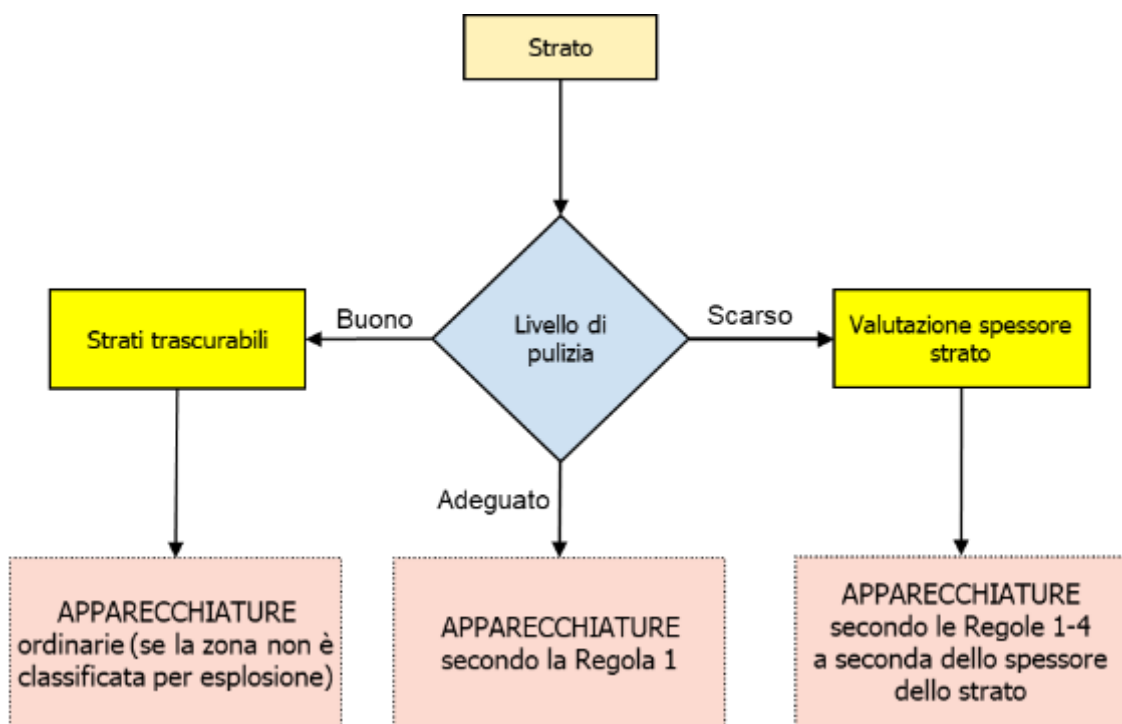 Strato
Livello di
pulizia
Buono
Scarso
Adeguato
Strati trascurabili
Valutazione spessore
strato
APPARECCHIATURE
ordinarie (se la zona non è
classificata per esplosione)
APPARECCHIATURE
secondo la Regola 1
APPARECCHIATURE
secondo le Regole 1-4
a seconda dello spessore
dello strato